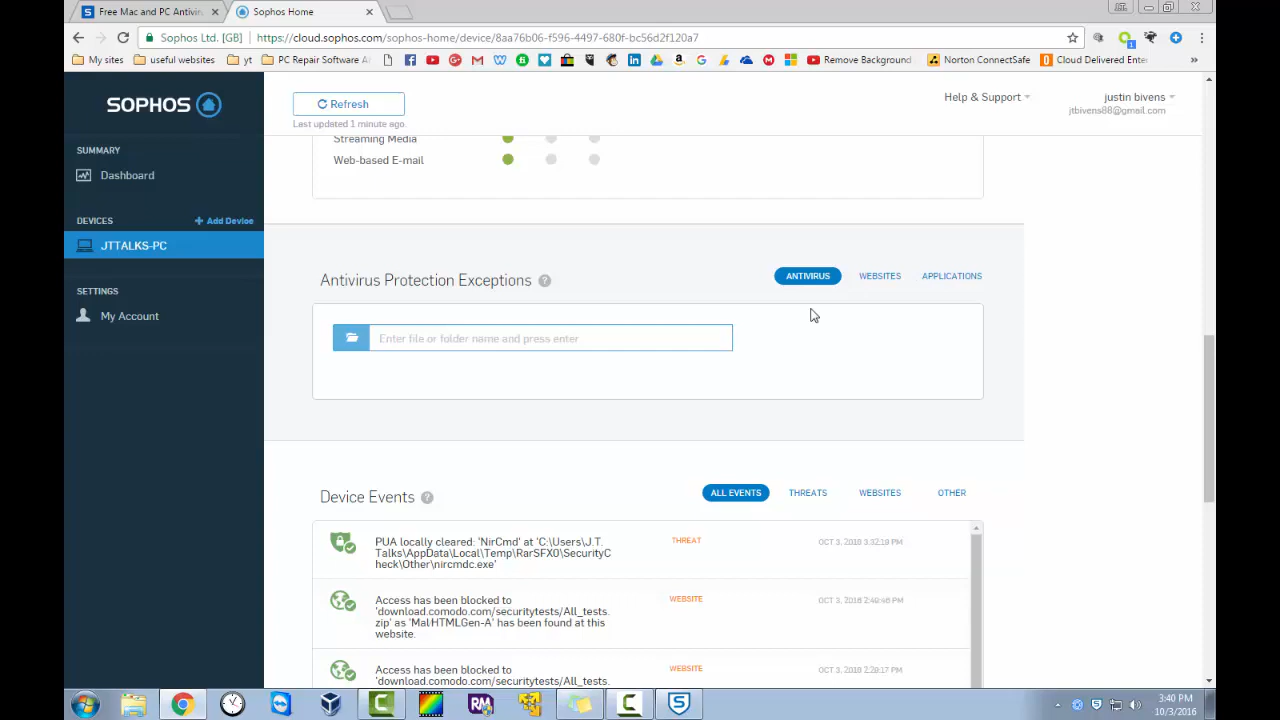 Free Mac and PC Antiviru
Sophos Home
Sophos Ltd. [GB]
https://cloud.sophos.com/sophos-home/device/8aa76b06-f596-4497-680f-bc56d2f120a7
My sites
useful websites
yt
PC Repair Software A
Remove Background
Norton ConnectSafe
Cloud Delivered Ente
SOPHOS
Refresh
Last updated 1 minute ago.
Help & Support
justin bivens
jtbivens88@gmail.com
SUMMARY
Dashboard
DEVICES
+ Add Device
JTTALKS-PC
SETTINGS
My Account
Streaming Media
Web-based E-mail
Antivirus Protection Exceptions ?
ANTIVIRUS
WEBSITES
APPLICATIONS
Enter file or folder name and press enter
Device Events ?
ALL EVENTS
THREATS
WEBSITES
OTHER
PUA locally cleared: 'NirCmd' at 'C:\Users\J.T.
Talks\AppData\Local\Temp\RarSFX0\SecurityC
heck\Other\nircmdc.exe'
THREAT
OCT 3, 2016 3:32:19 PM
Access has been blocked to
'download.comodo.com/securitytests/All_tests.
zip' as 'Mal:HTMLGen-A' has been found at this
website.
WEBSITE
OCT 3, 2016 2:49:46 PM
Access has been blocked to
'download.comodo.com/securitytests/All_tests.
WEBSITE
OCT 3, 2016 2:29:17 PM
3:40 PM
10/3/2016